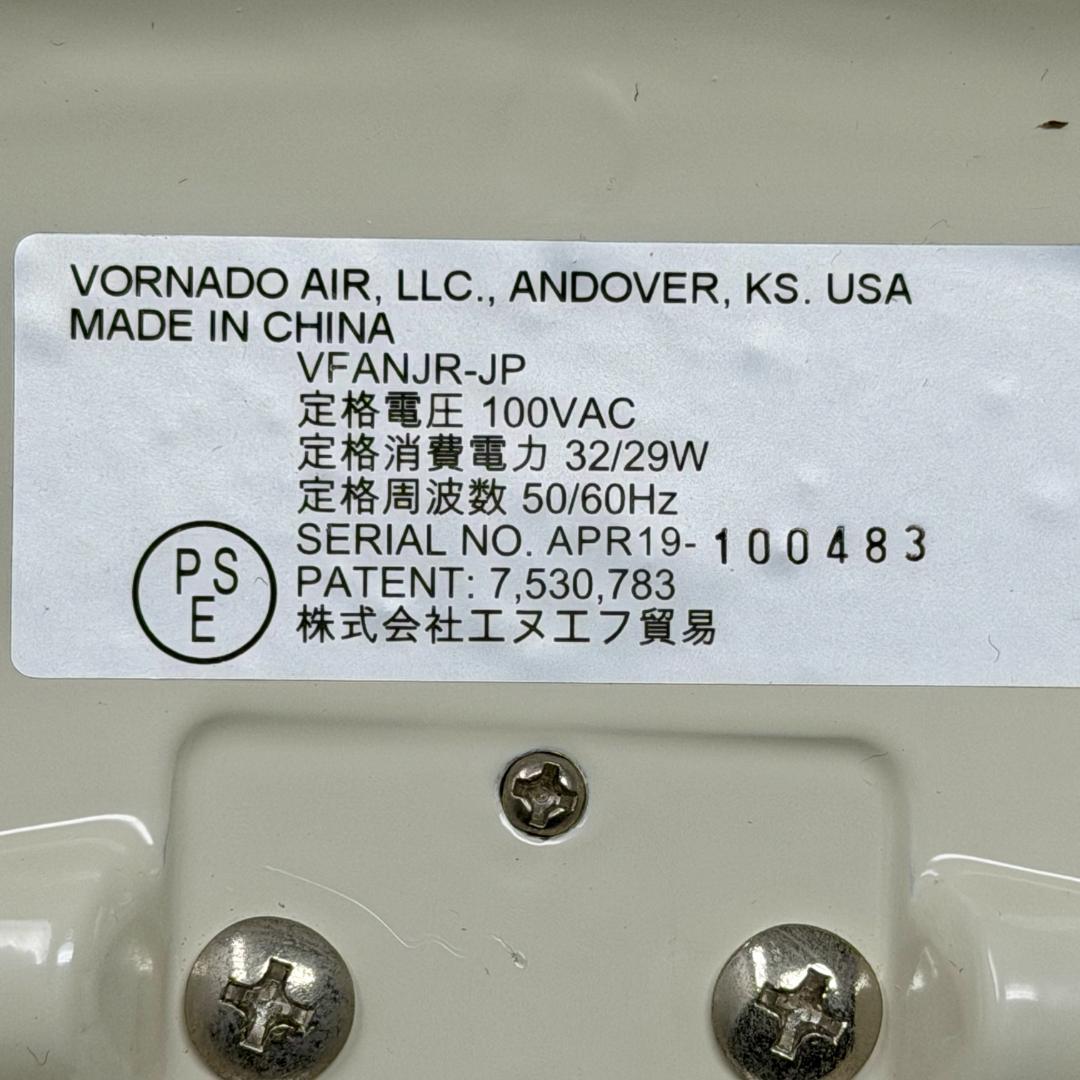 VORNADO AIR, LLC., ANDOVER, KS. USA
MADE IN CHINA
VFANJR-JP
定格電圧 100VAC
定格消費電力 32/29W
定格周波数 50/60Hz
SERIAL NO. APR19-100483
PATENT: 7,530,783
株式会社エヌエフ貿易
PS
E